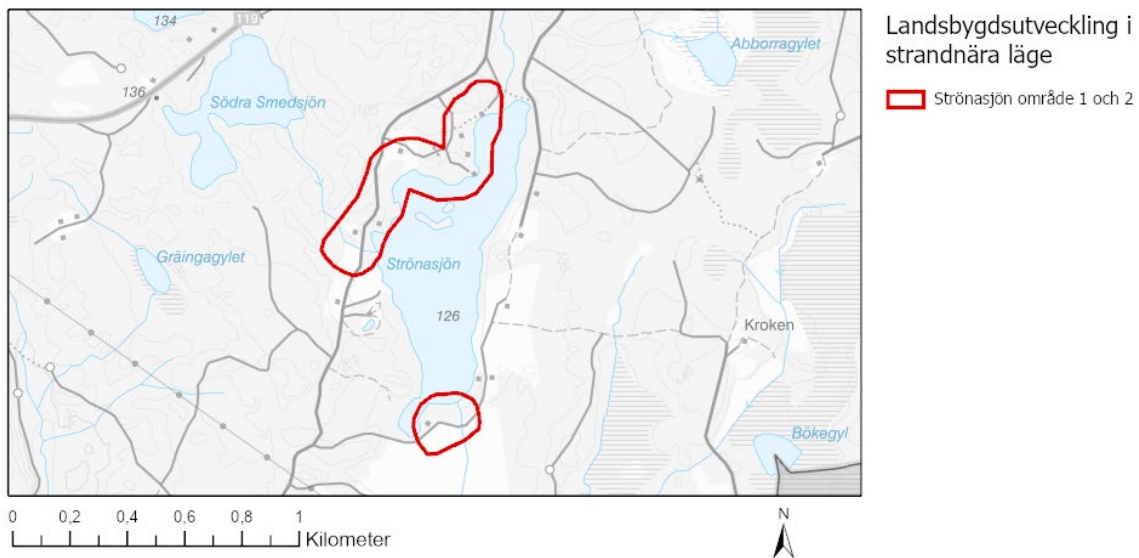 134
119
136
Södra Smedsjön
Abborragylet
Gräingagylet
Strönasjön
126
Kroken
Bökegyl
Landsbygdsutveckling i
strandnära läge
Strönasjön område 1 och 2
0 0,2 0,4 0,6 0,8 1
Kilometer
N